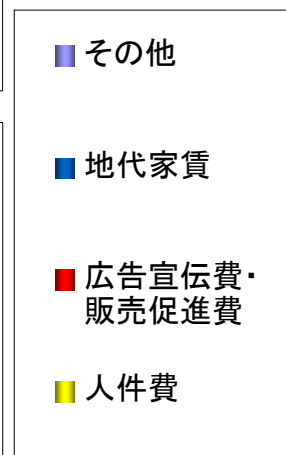 その他
地代家賃
広告宣伝費・
販売促進費
人件費